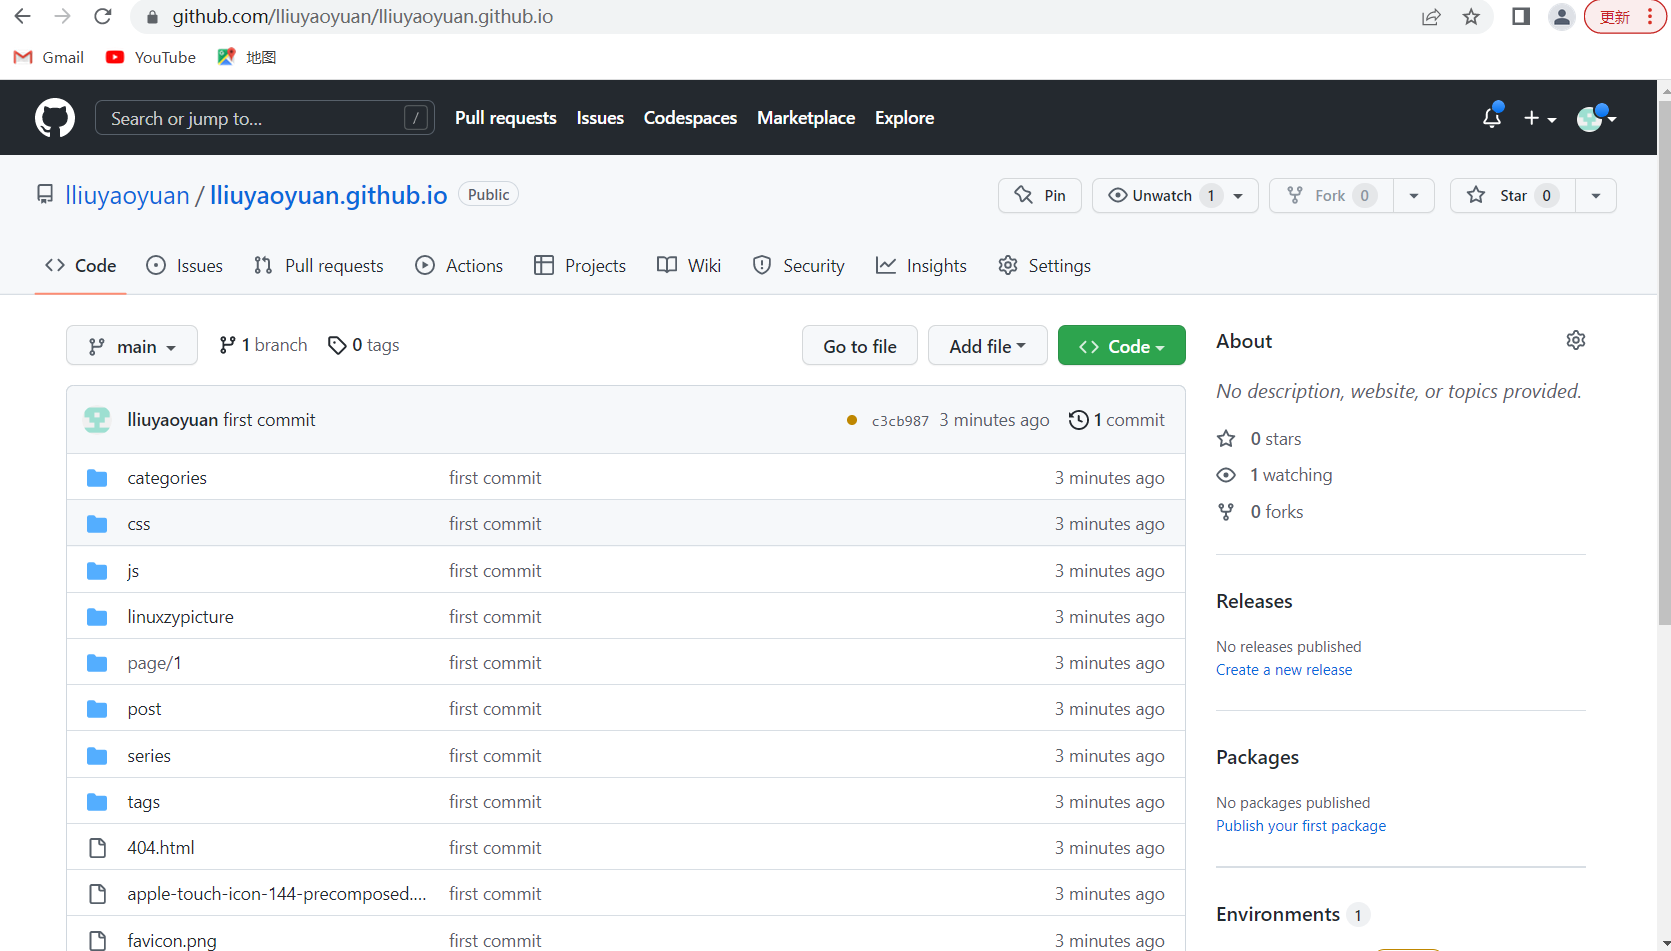 github.com/lliuyaoyuan/lliuyaoyuan.github.io
更新
Gmail YouTube 地图
Search or jump to... / Pull requests Issues Codespaces Marketplace Explore
lliuyaoyuan / lliuyaoyuan.github.io Public Pin Unwatch 1 Fork 0 Star 0
Code Issues Pull requests Actions Projects Wiki Security Insights Settings
main 1 branch 0 tags Go to file Add file Code
lliuyaoyuan first commit c3cb987 3 minutes ago 1 commit
categories first commit 3 minutes ago
css first commit 3 minutes ago
js first commit 3 minutes ago
linuxzypicture first commit 3 minutes ago
page/1 first commit 3 minutes ago
post first commit 3 minutes ago
series first commit 3 minutes ago
tags first commit 3 minutes ago
404.html first commit 3 minutes ago
apple-touch-icon-144-precomposed.... first commit 3 minutes ago
favicon.png first commit 3 minutes ago
About
No description, website, or topics provided.
0 stars
1 watching
0 forks
Releases
No releases published
Create a new release
Packages
No packages published
Publish your first package
Environments 1